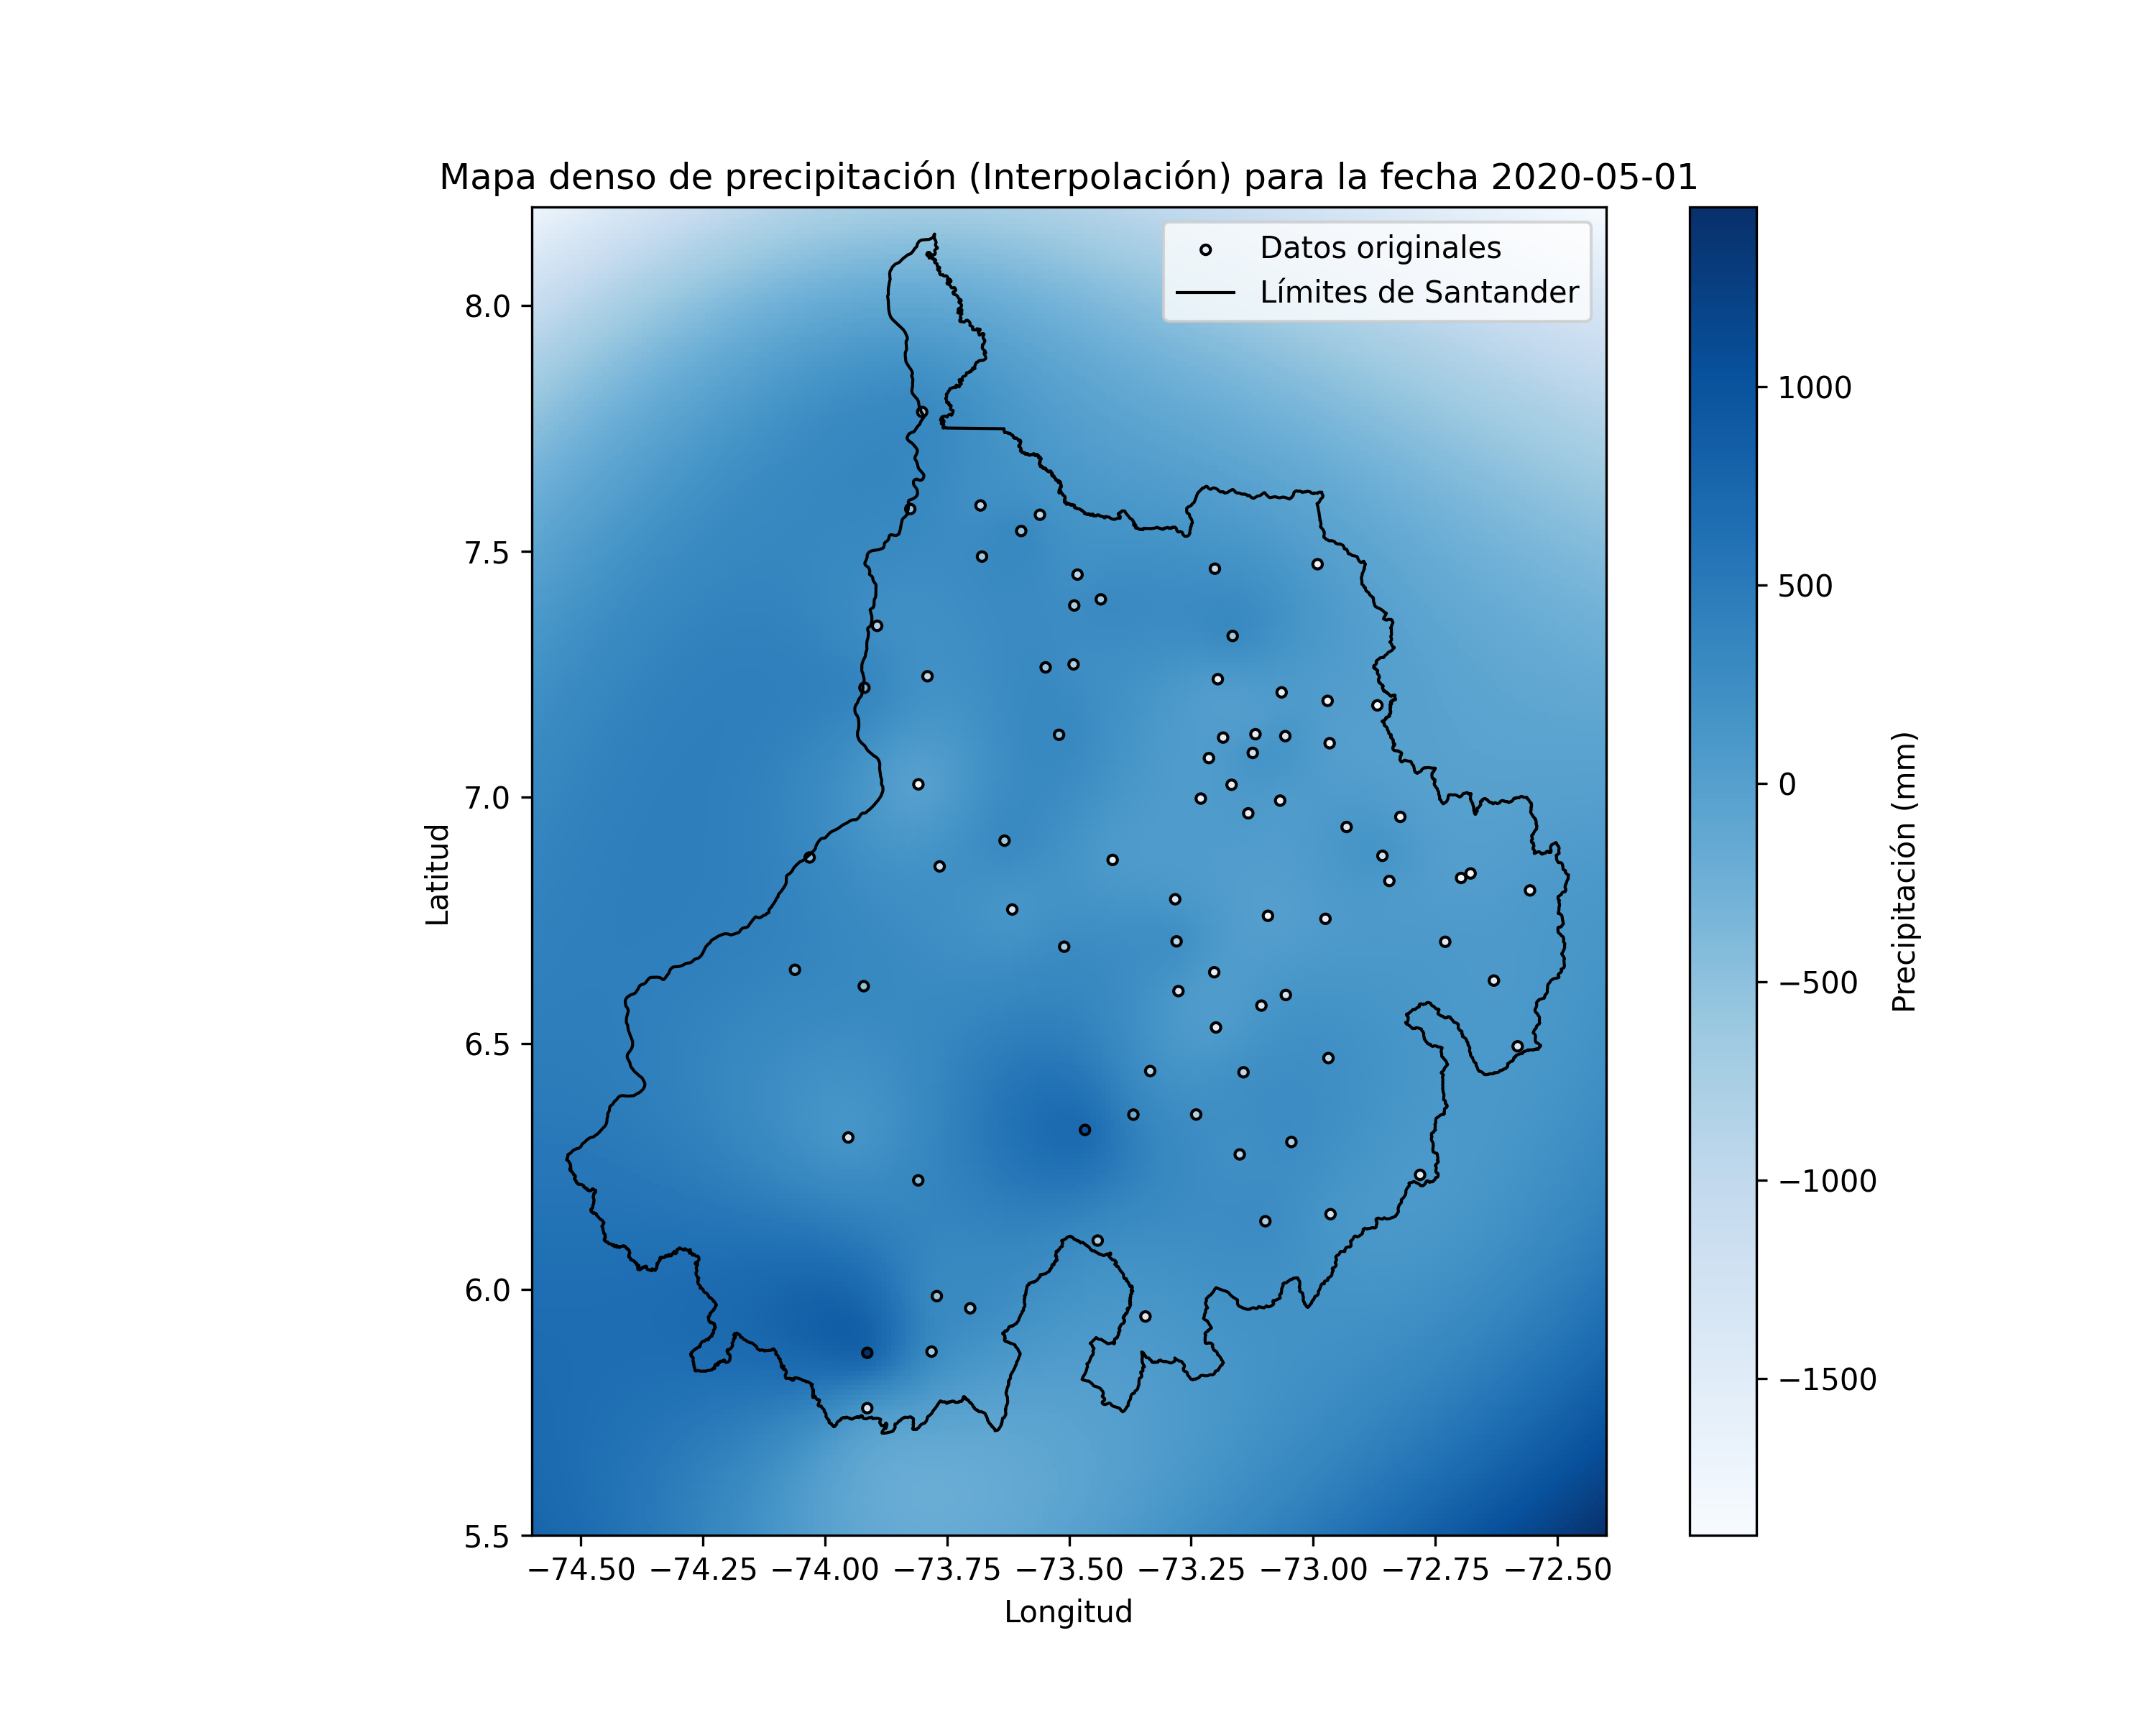 Mapa denso de precipitación (Interpolación) para la fecha 2020-05-01
Datos originales
Límites de Santander
8.0
7.5
7.0
6.5
6.0
5.5
Latitud
−74.50 −74.25 −74.00 −73.75 −73.50 −73.25 −73.00 −72.75 −72.50
Longitud
1000
500
0
−500
−1000
−1500
Precipitación (mm)